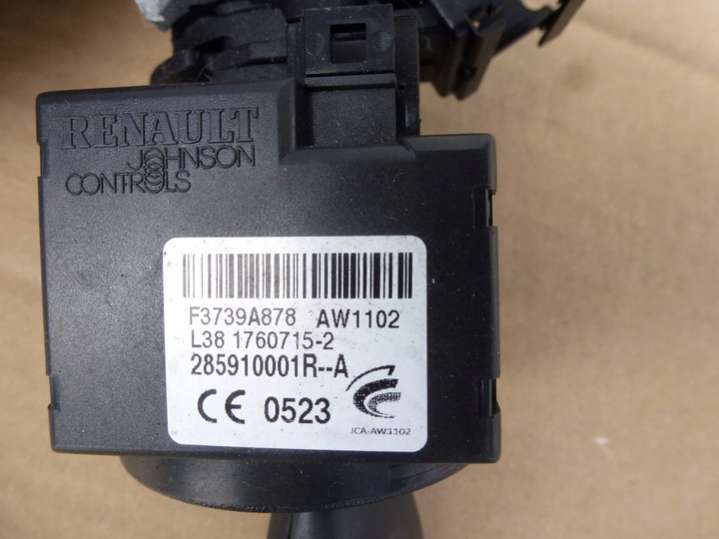 RENAULT
JOHNSON
CONTROLS
F3739A878 AW1102
L38 1760715-2
285910001R--A
CE 0523
JCA-AW1102